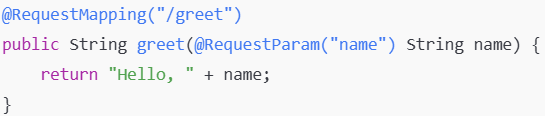 @RequestMapping("/greet")
public String greet(@RequestParam("name") String name) {
    return "Hello, " + name;
}